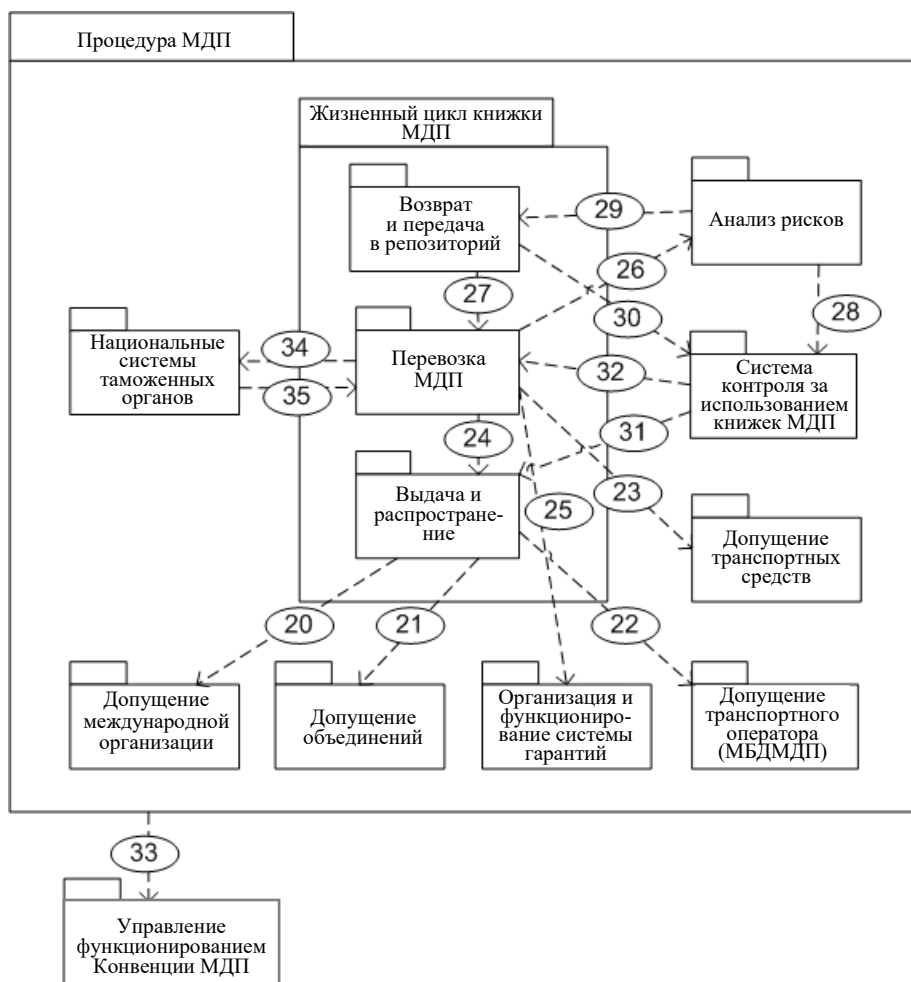 Процедура МДП
Жизненный цикл книжки
МДП
Возврат
и передача
в репозиторий
29
Анализ рисков
26
27
30
28
Национальные
системы
таможенных
органов
34
35
Перевозка
МДП
32
Система
контроля за
использованием
книжек МДП
24
31
Выдача и
распростране-
ние
25
23
Допущение
транспортных
средств
20
21
22
Допущение
международной
организации
Допущение
объединений
Организация и
функциониро-
вание системы
гарантий
Допущение
транспортного
оператора
(МБДМДП)
33
Управление
функционированием
Конвенции МДП